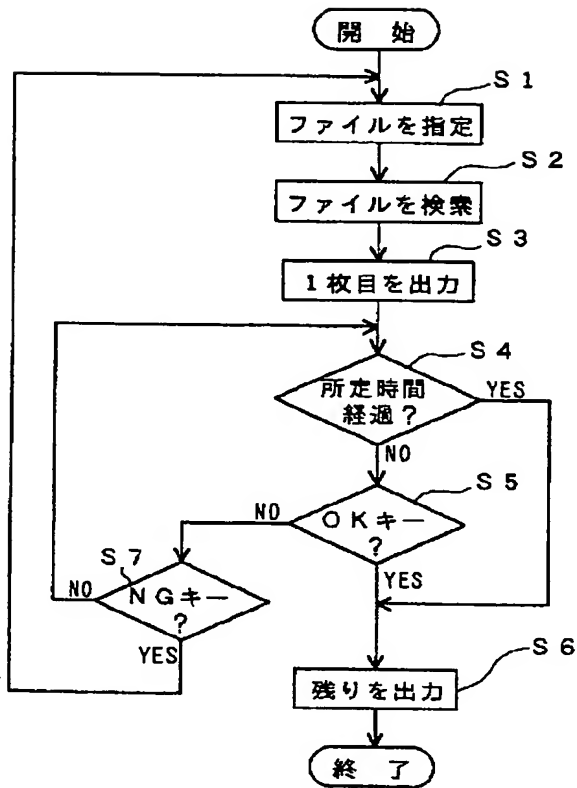 開 始
S1
ファイルを指定
S2
ファイルを検索
S3
1枚目を出力
S4
所定時間
経過?
YES
NO
S5
OKキー
?
NO
YES
S7
NGキー
?
NO
YES
S6
残りを出力
終 了